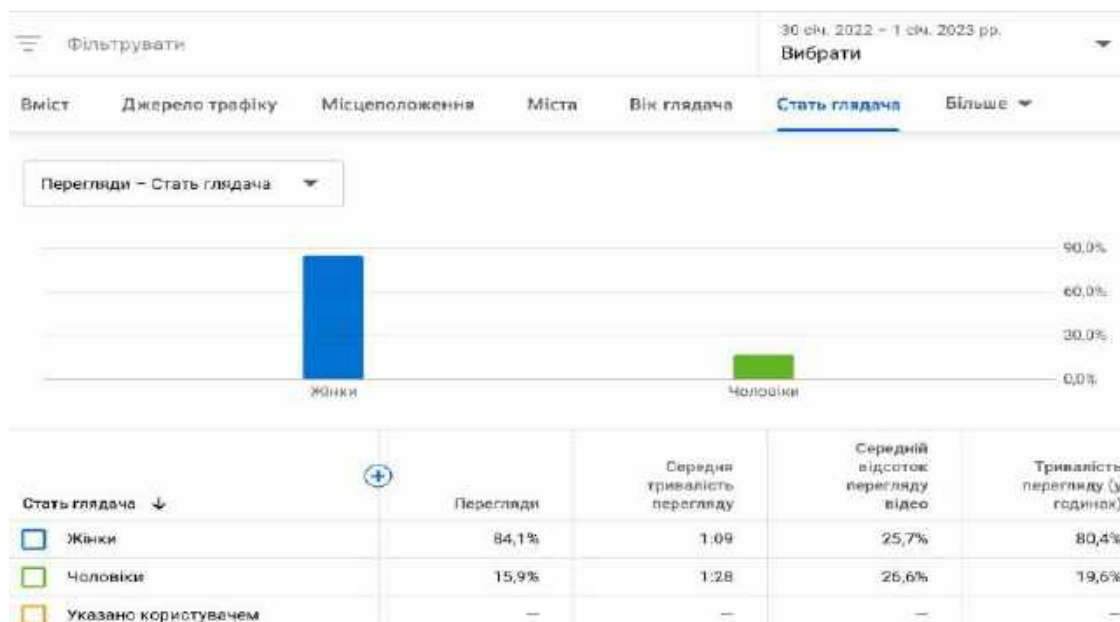 Фільтрувати
30 січ. 2022 – 1 січ. 2023 рр.
Вибрати
Вміст Джерело трафіку Місцеположення Міста Вік глядача Стать глядача Більше
Перегляди – Стать глядача
90,0%
60,0%
30,0%
0,0%
Жінки Чоловіки
Стать глядача ↓
Перегляди
Середня
тривалість
перегляду
Середній
відсоток
перегляду
відео
Тривалість
перегляду (у
годинах)
Жінки 84,1% 1:09 25,7% 80,4%
Чоловіки 15,9% 1:28 26,6% 19,6%
Указано користувачем — — — —